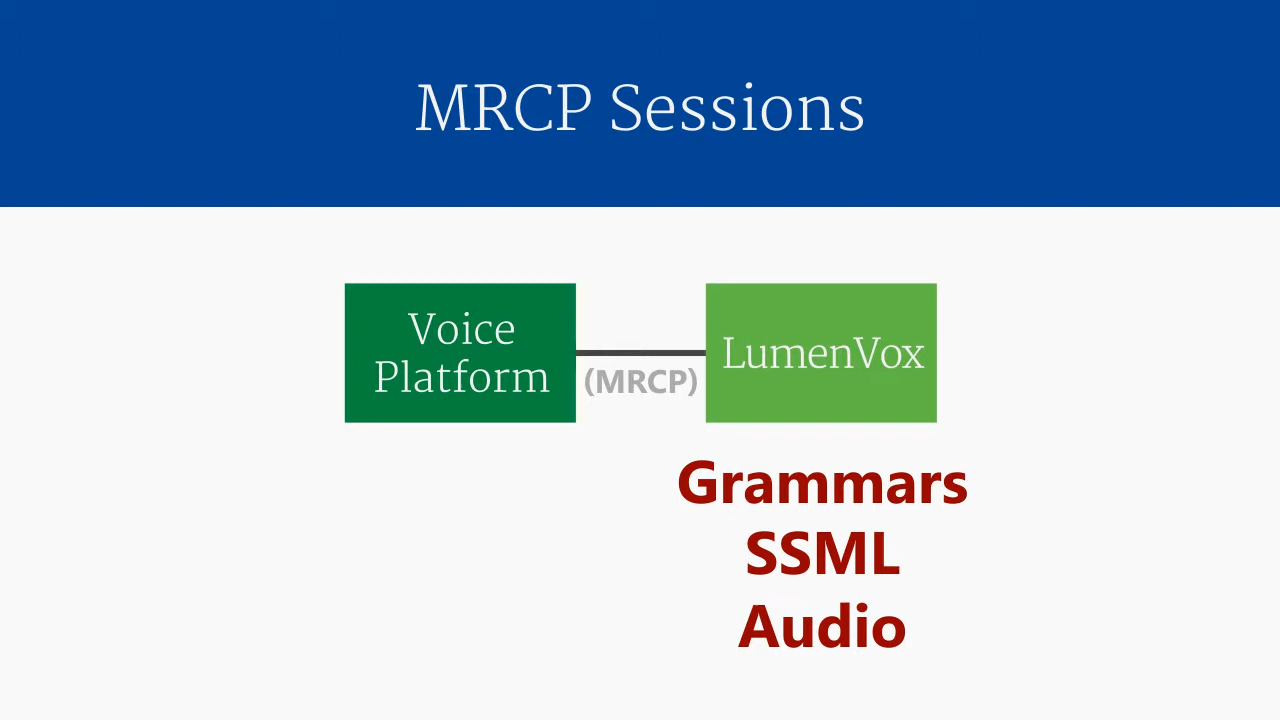 MRCP Sessions
Voice
Platform
(MRCP)
LumenVox
Grammars
SSML
Audio